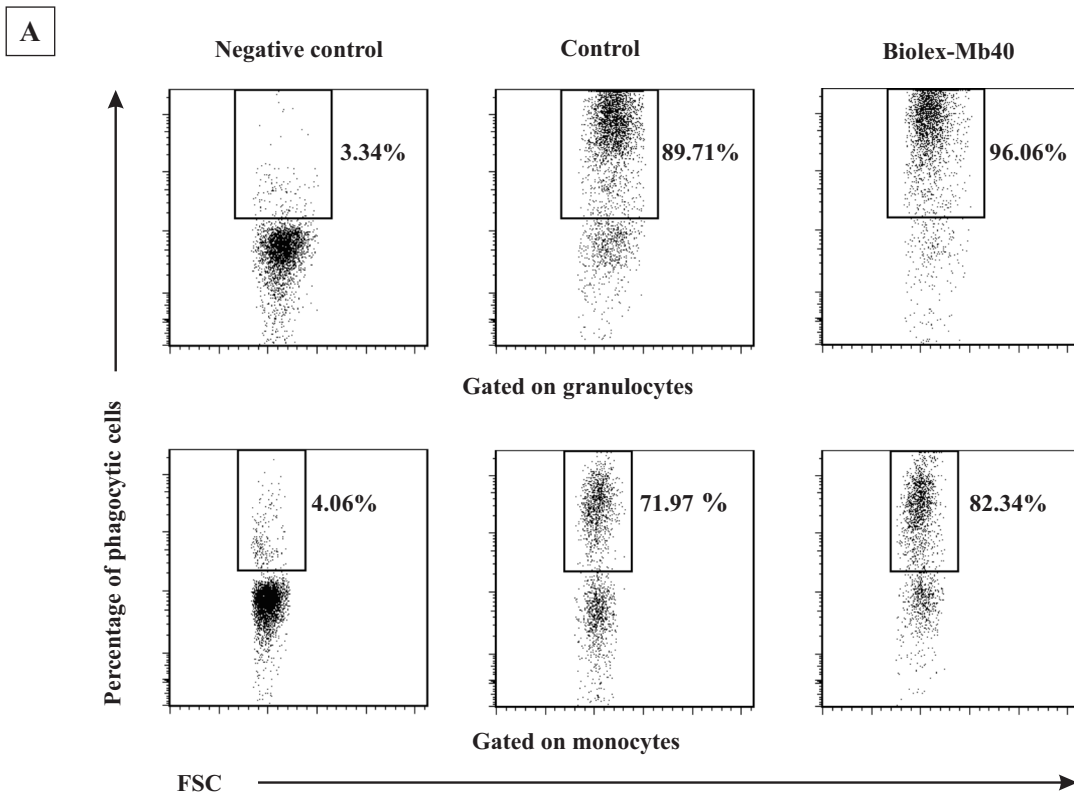 A
Negative control
Control
Biolex-Mb40
3.34%
89.71%
96.06%
Gated on granulocytes
Percentage of phagocytic cells
4.06%
71.97 %
82.34%
Gated on monocytes
FSC